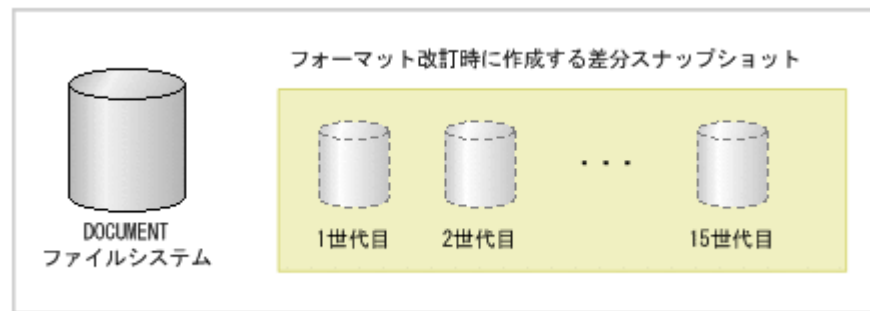 フォーマット改訂時に作成する差分スナップショット
DOCUMENT
ファイルシステム
1世代目
2世代目
・・・
15世代目